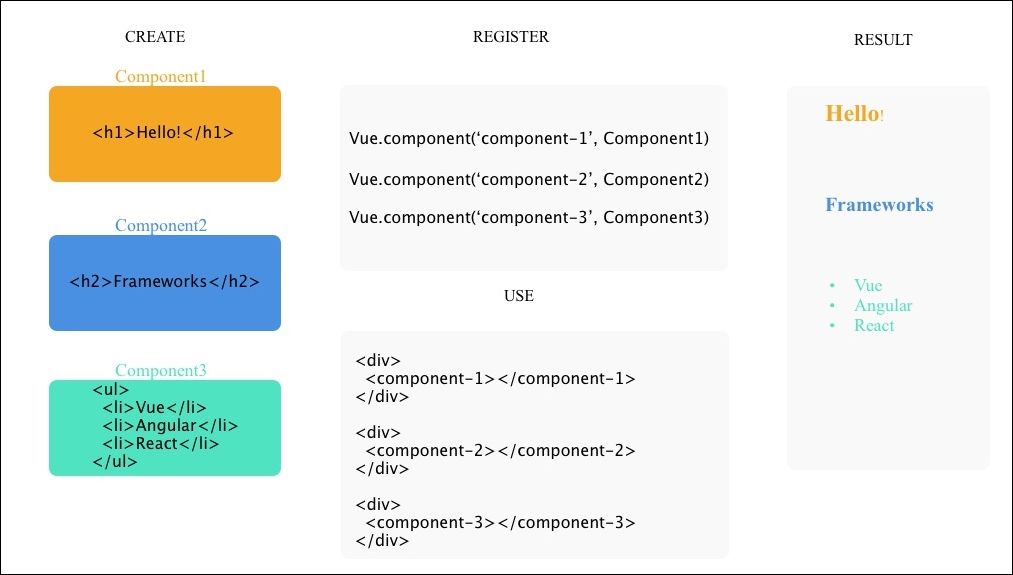 CREATE
Component1
<h1>Hello!</h1>
Component2
<h2>Frameworks</h2>
Component3
<ul>
<li>Vue</li>
<li>Angular</li>
<li>React</li>
</ul>
REGISTER
Vue.component(‘component-1’, Component1)
Vue.component(‘component-2’, Component2)
Vue.component(‘component-3’, Component3)
USE
<div>
<component-1></component-1>
</div>
<div>
<component-2></component-2>
</div>
<div>
<component-3></component-3>
</div>
RESULT
Hello!
Frameworks
• Vue
• Angular
• React